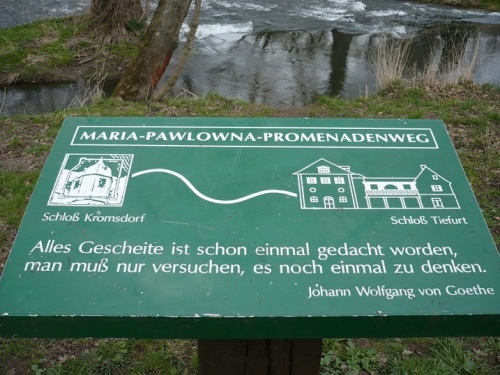 MARIA-PAWLOWNA-PROMENADENWEG
Schloß Kromsdorf
Schloß Tiefurt
Alles Gescheite ist schon einmal gedacht worden,
man muß nur versuchen, es noch einmal zu denken.
Johann Wolfgang von Goethe